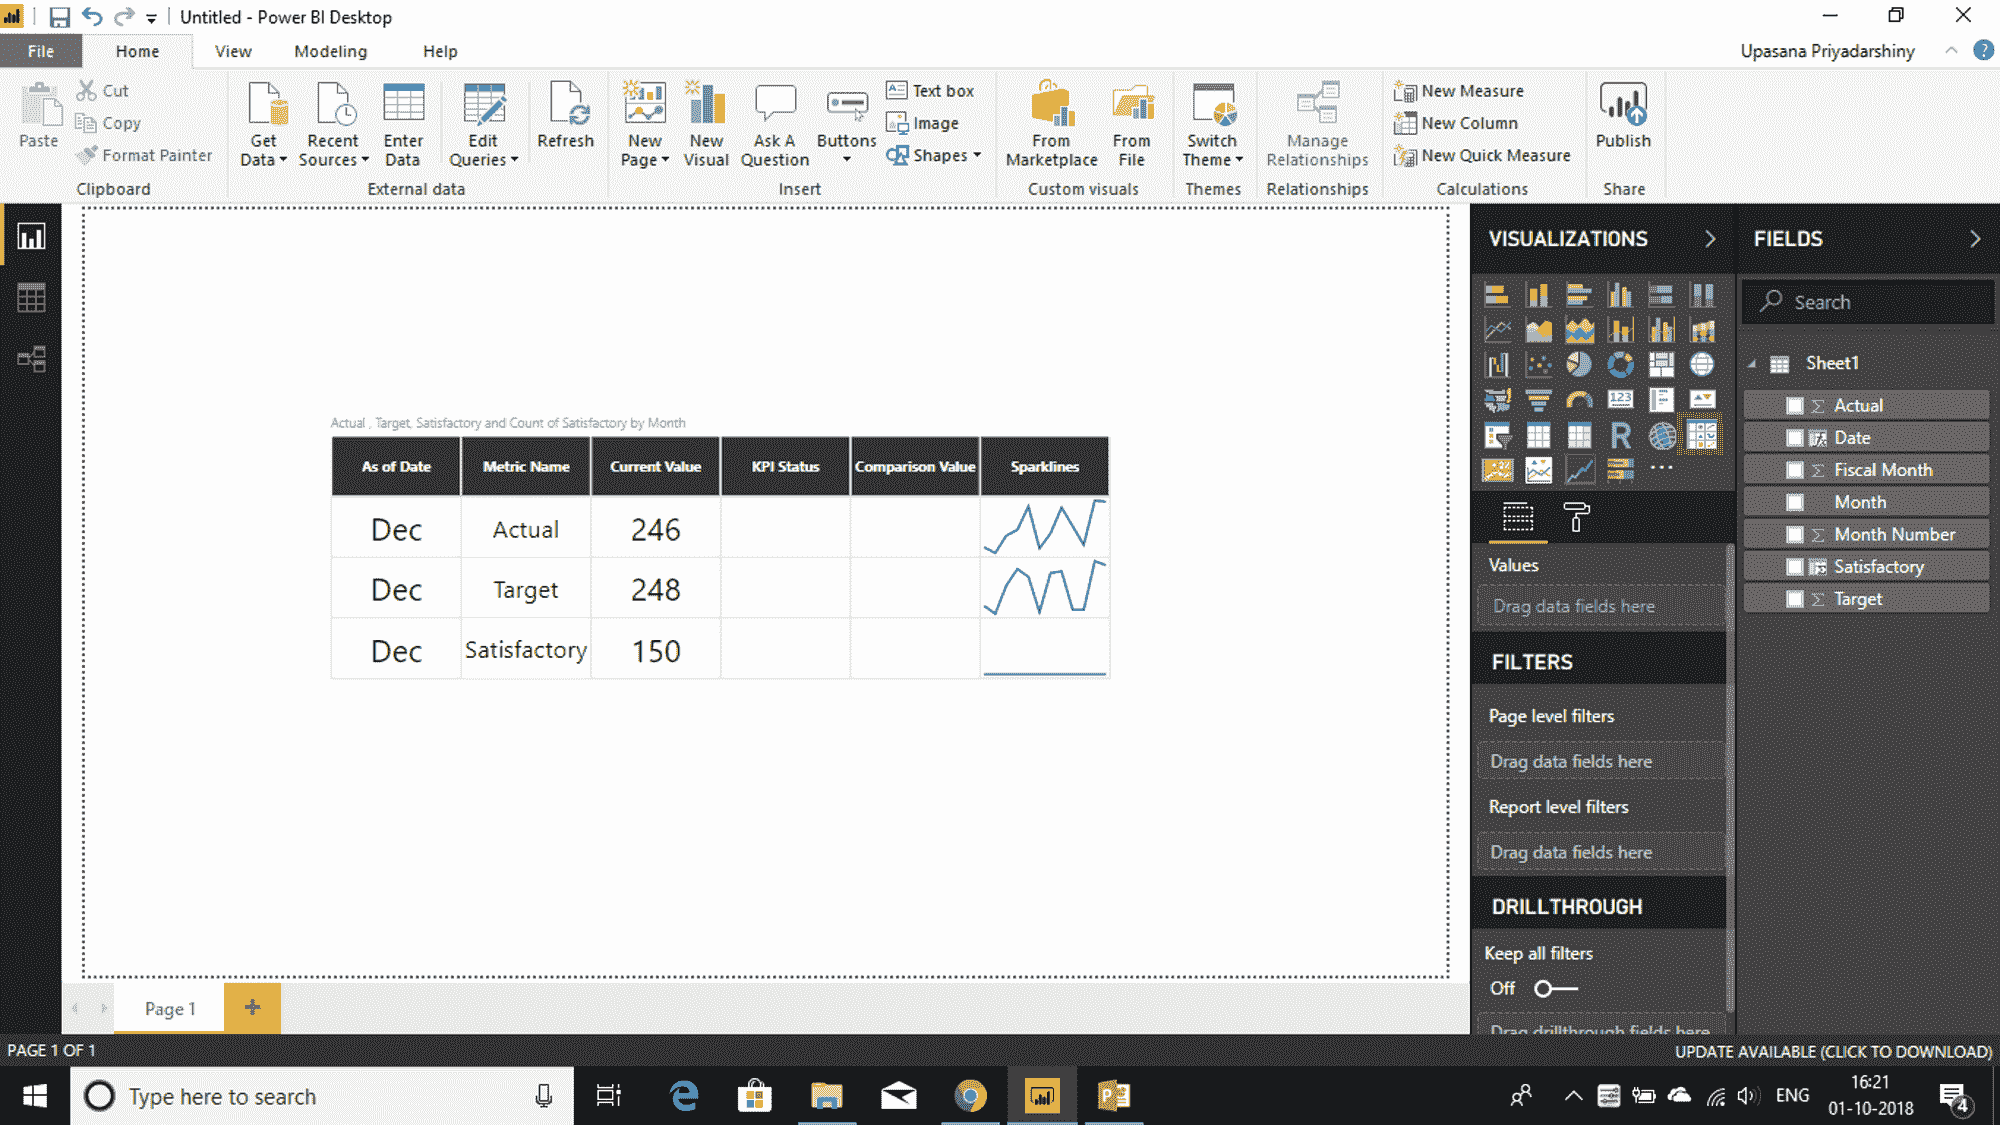 Untitled - Power BI Desktop
File Home View Modeling Help
Upasana Priyadarshiny
Paste
Cut
Copy
Format Painter
Clipboard
Get Data
Recent Sources
Enter Data
Edit Queries
Refresh
External data
New Page
New Visual
Ask A Question
Buttons
Text box
Image
Shapes
Insert
From Marketplace
From File
Custom visuals
Switch Theme
Themes
Manage Relationships
Relationships
New Measure
New Column
New Quick Measure
Calculations
Publish
Share
Actual , Target, Satisfactory and Count of Satisfactory by Month
As of Date Metric Name Current Value KPI Status Comparison Value Sparklines
Dec Actual 246
Dec Target 248
Dec Satisfactory 150
VISUALIZATIONS
123
R
Values
Drag data fields here
FILTERS
Page level filters
Drag data fields here
Report level filters
Drag data fields here
DRILLTHROUGH
Keep all filters
Off
Drag drillthrough fields here
FIELDS
Search
Sheet1
Actual
Date
Fiscal Month
Month
Month Number
Satisfactory
Target
Page 1
PAGE 1 OF 1
UPDATE AVAILABLE (CLICK TO DOWNLOAD)
Type here to search
ENG
16:21
01-10-2018
4